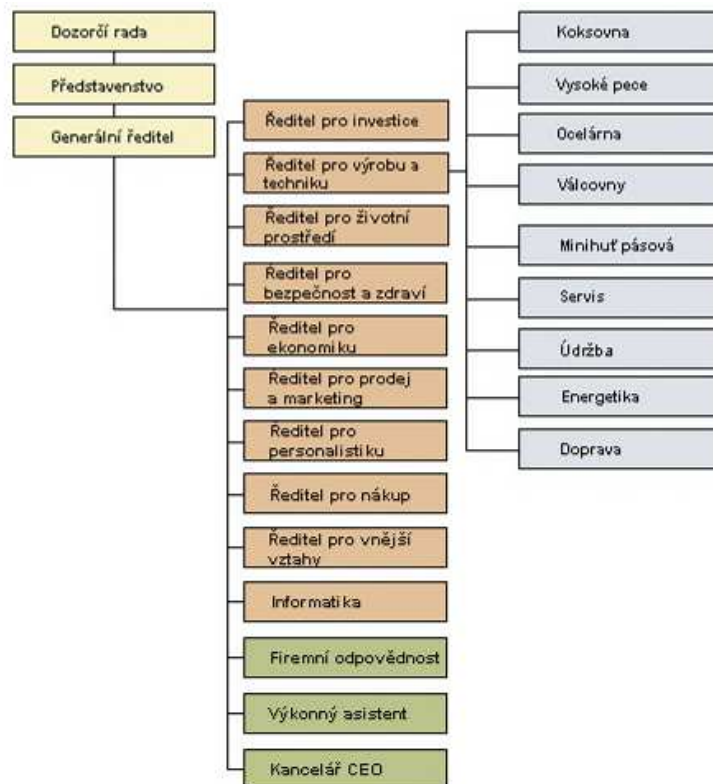 Dozorčí rada
Představenstvo
Generální ředitel
Ředitel pro investice
Ředitel pro výrobu a
techniku
Ředitel pro životní
prostředí
Ředitel pro
bezpečnost a zdraví
Ředitel pro
ekonomiku
Ředitel pro prodej
a marketing
Ředitel pro
personalistiku
Ředitel pro nákup
Ředitel pro vnější
vztahy
Informatika
Firemní odpovědnost
Výkonný asistent
Kancelář CEO
Koksovna
Vysoké pece
Ocelárna
Válcovny
Minihuť pásová
Servis
Údržba
Energetika
Doprava